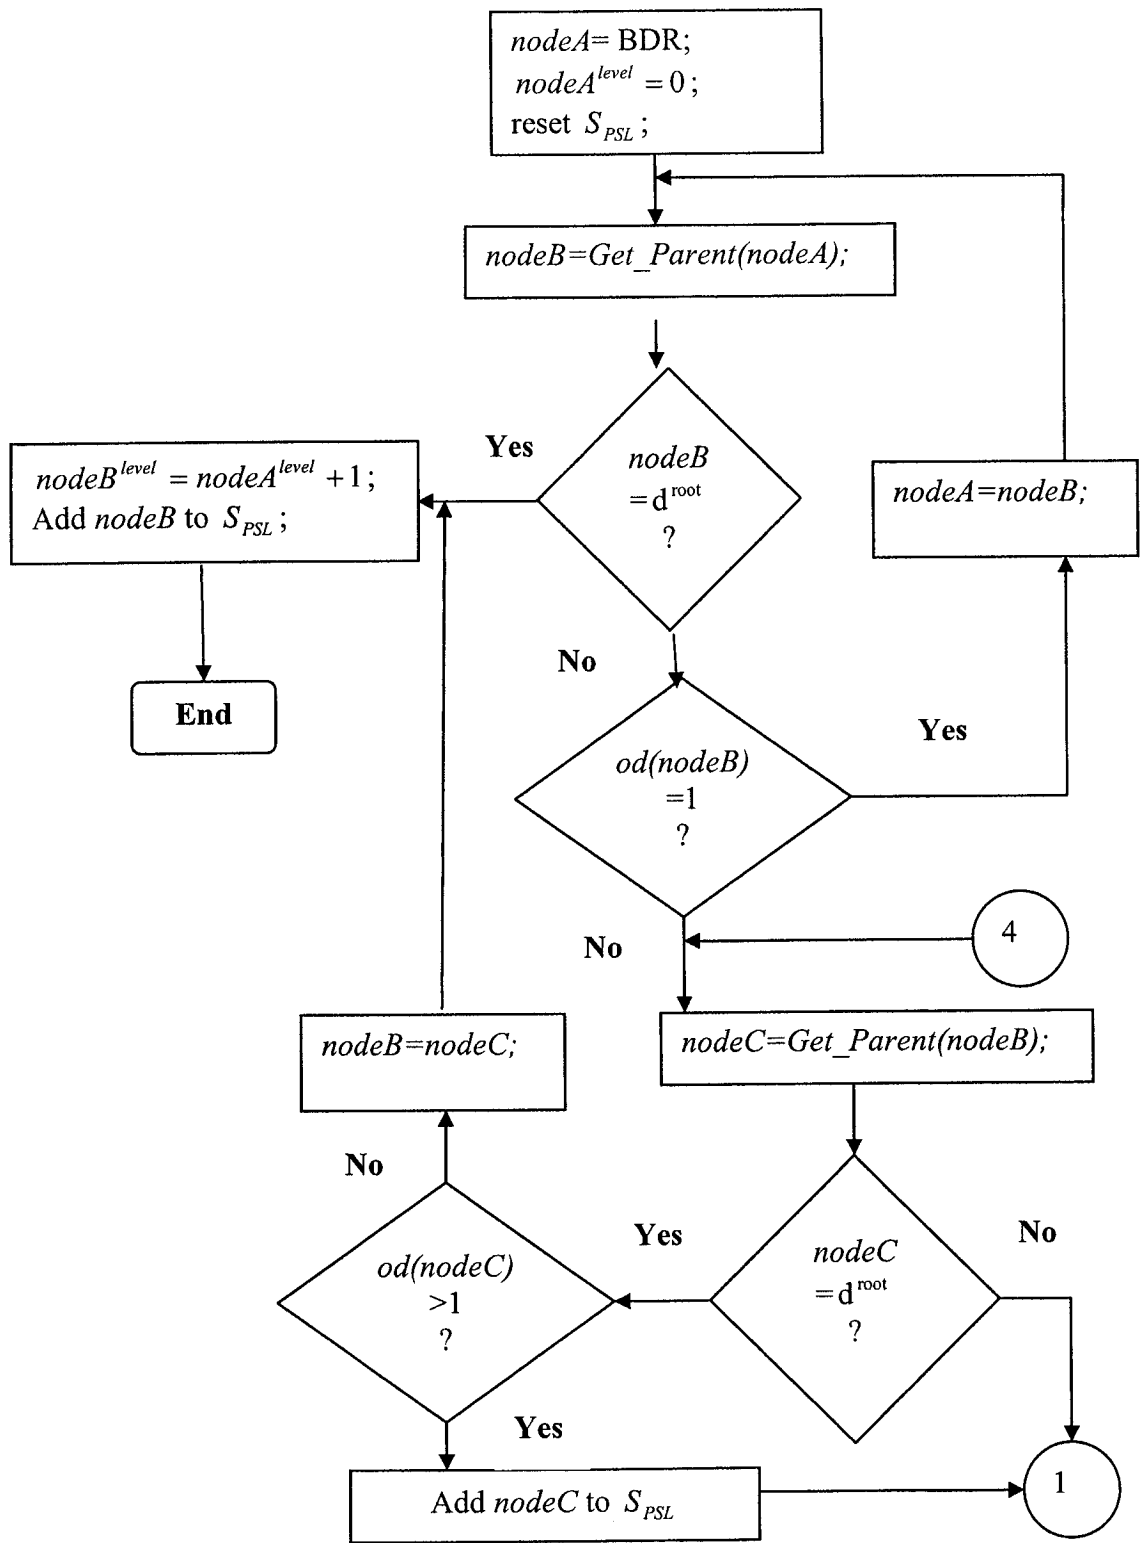 nodeA= BDR;
nodeA^level = 0 ;
reset S_PSL ;
nodeB=Get_Parent(nodeA);
Yes
nodeB
=d^root
?
nodeB^level = nodeA^level +1 ;
Add nodeB to S_PSL ;
nodeA=nodeB;
No
End
Yes
od(nodeB)
=1
?
No
4
nodeB=nodeC;
nodeC=Get_Parent(nodeB);
No
Yes
No
od(nodeC)
>1
?
nodeC
=d^root
?
Yes
Add nodeC to S_PSL
1